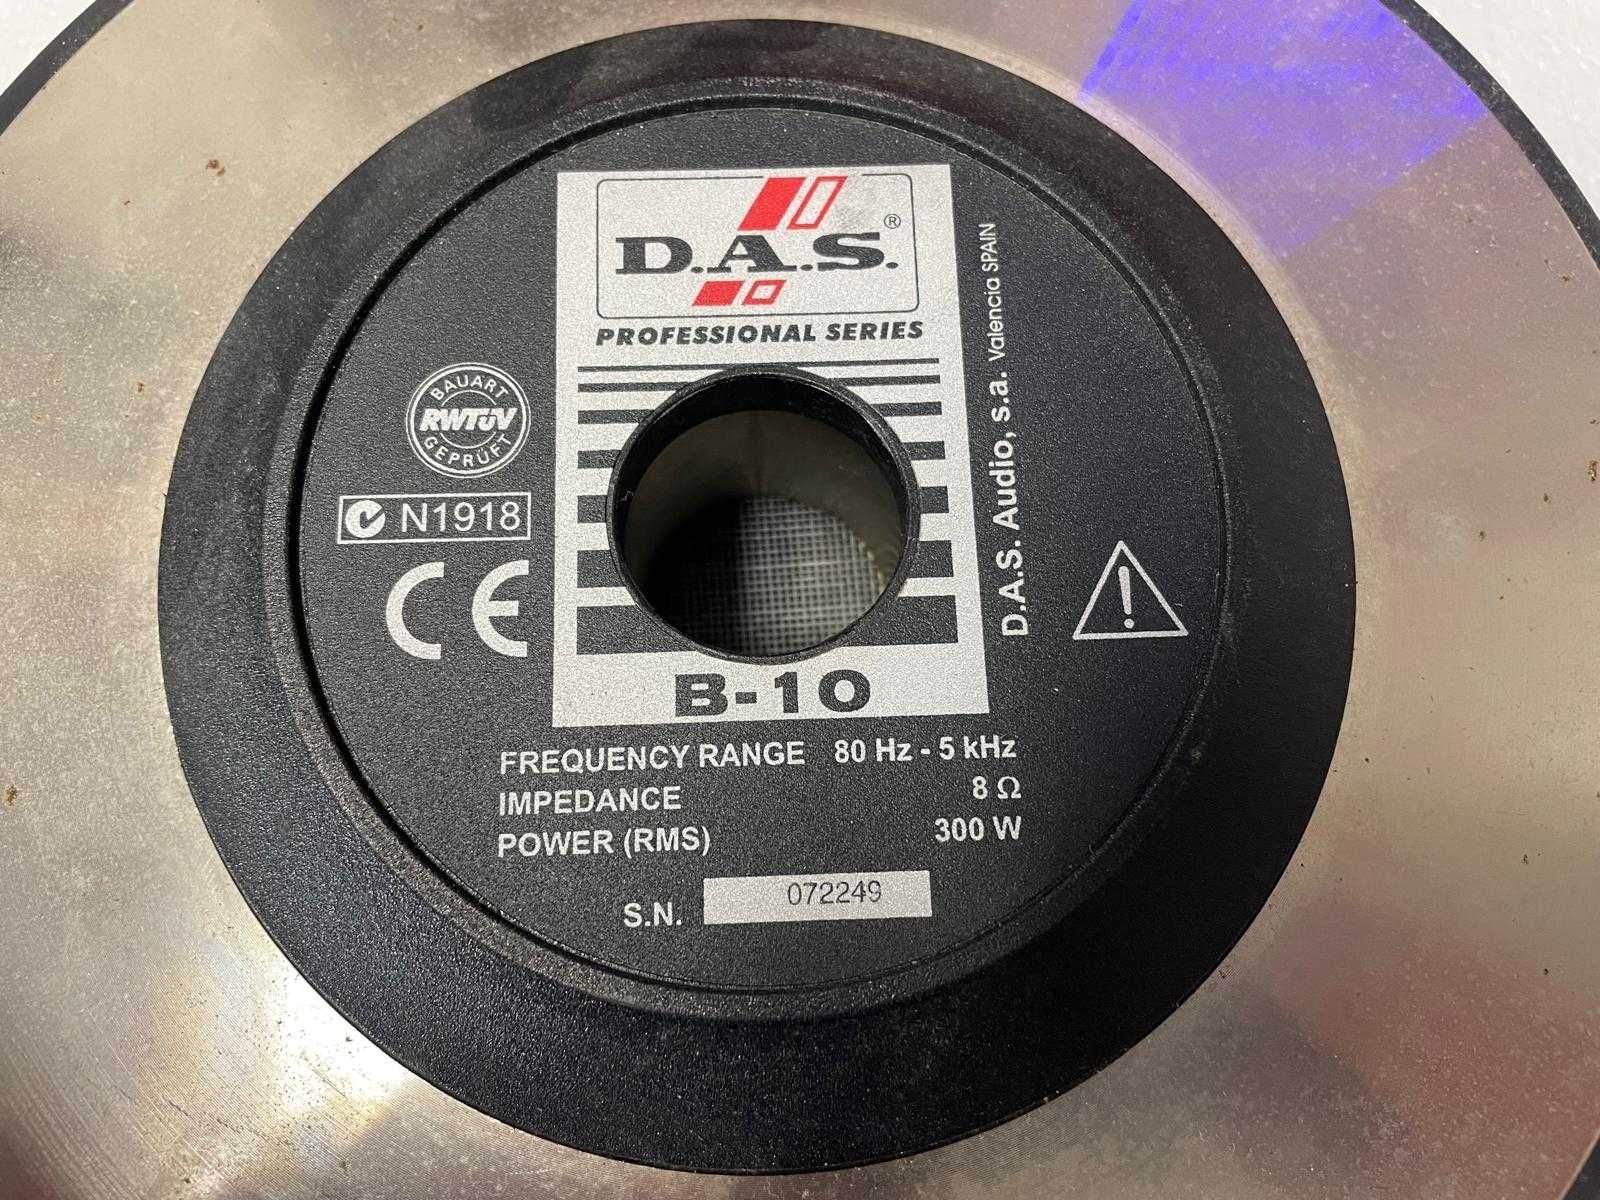 D.A.S.®
PROFESSIONAL SERIES
D.A.S. Audio, s.a. Valencia SPAIN
BAUART
RWTÜV
GEPRÜFT
N1918
CE
B-10
FREQUENCY RANGE 80 Hz - 5 kHz
IMPEDANCE 8 Ω
POWER (RMS) 300 W
S.N. 072249